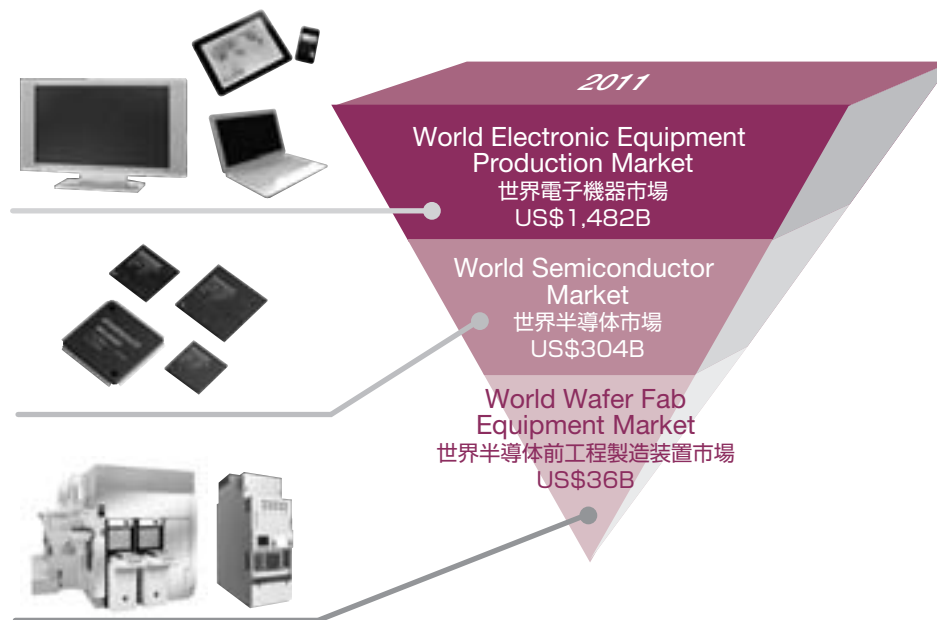 2011
World Electronic Equipment
Production Market
世界電子機器市場
US$1,482B
World Semiconductor
Market
世界半導体市場
US$304B
World Wafer Fab
Equipment Market
世界半導体前工程製造装置市場
US$36B